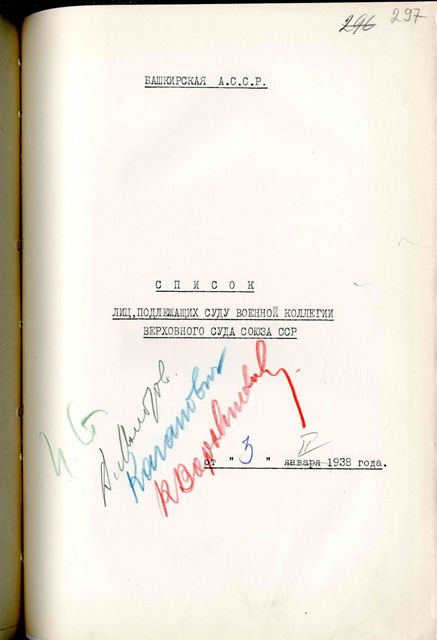 296 297
БАШКИРСКАЯ А.С.С.Р.
С П И С О К
ЛИЦ, ПОДЛЕЖАЩИХ СУДУ ВОЕННОЙ КОЛЛЕГИИ
ВЕРХОВНОГО СУДА СОЮЗА ССР
И Ст
В. Молотов.
Каганович
К Ворошилов
IV
от " 3 " января 1938 года.